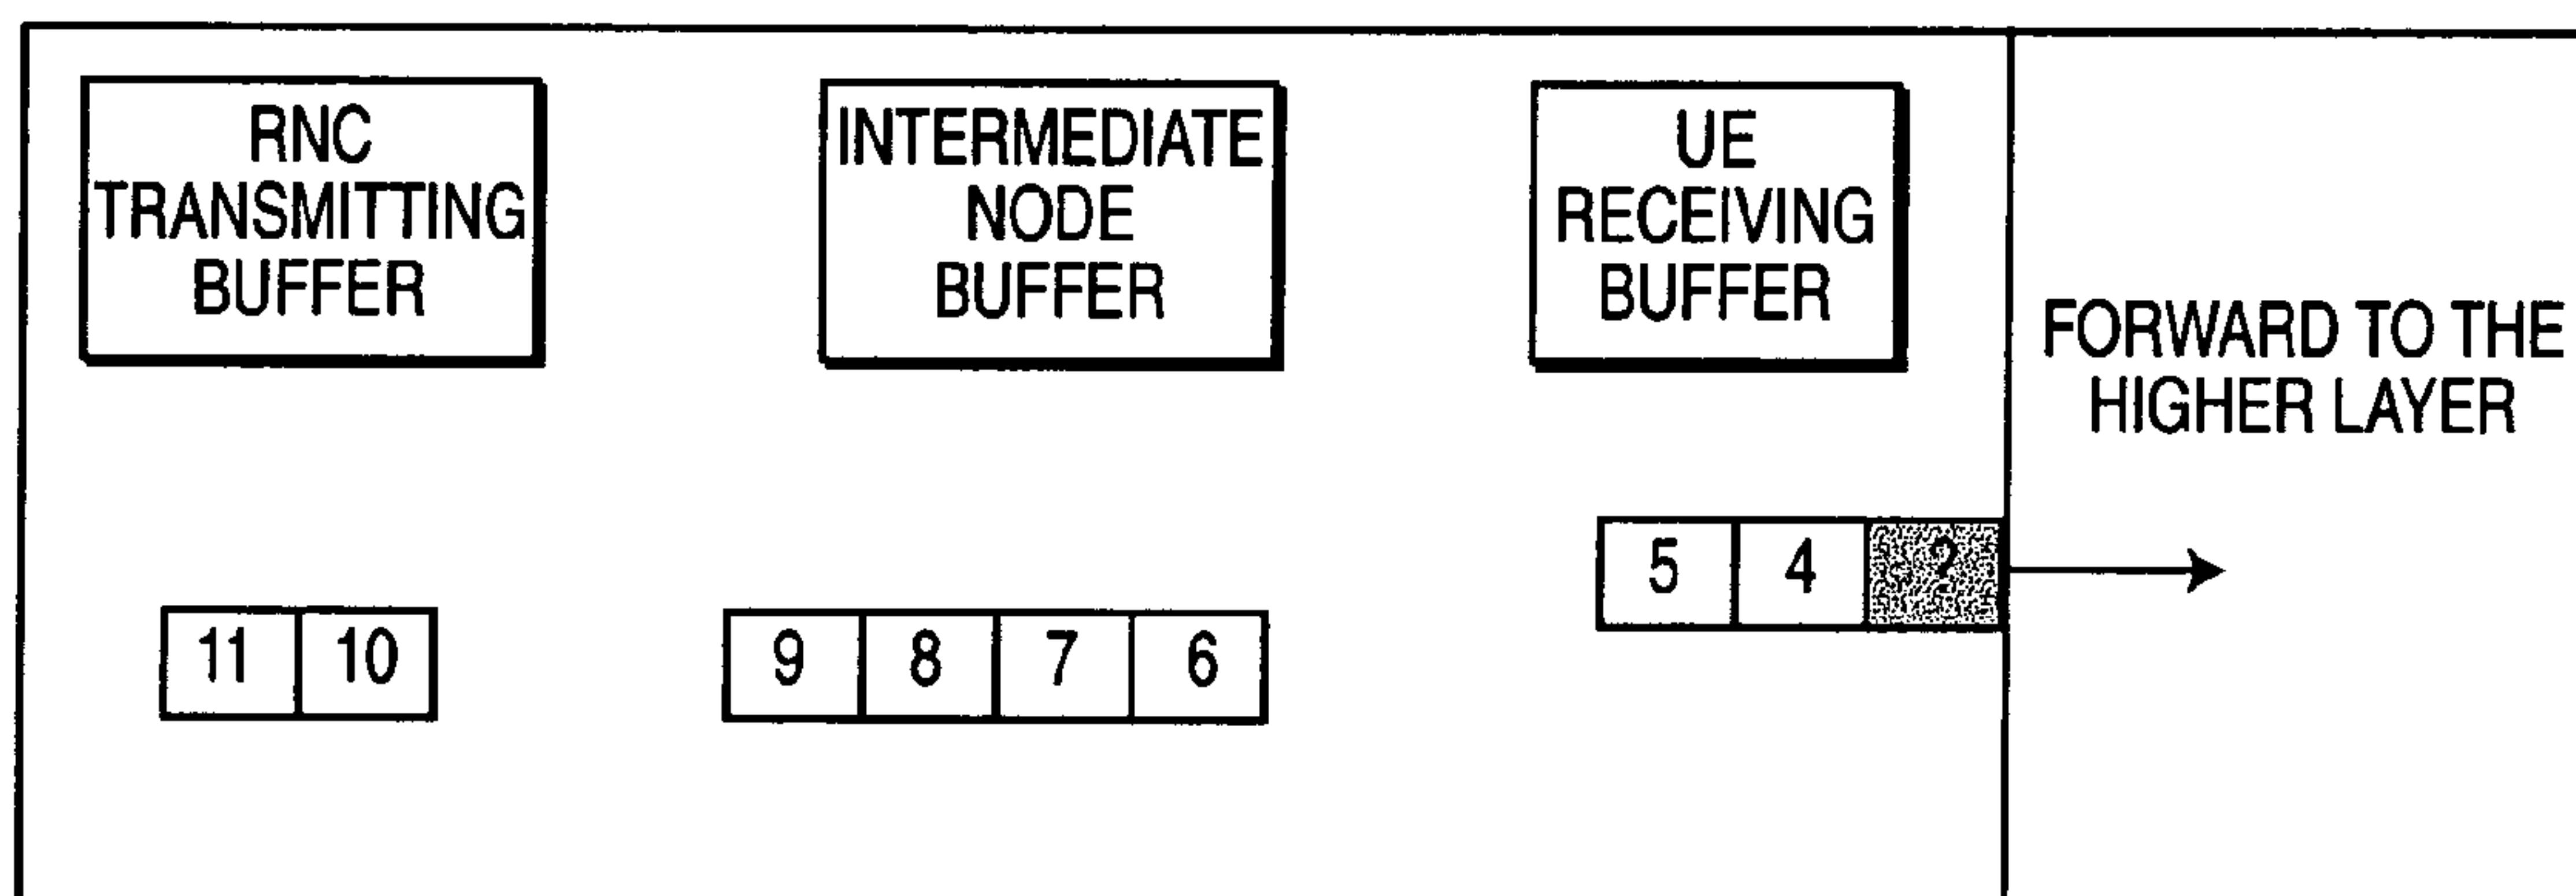 RNC
TRANSMITTING
BUFFER
INTERMEDIATE
NODE
BUFFER
UE
RECEIVING
BUFFER
FORWARD TO THE
HIGHER LAYER
5 4 ?
11 10
9 8 7 6